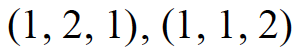 (1, 2, 1), (1, 1, 2)